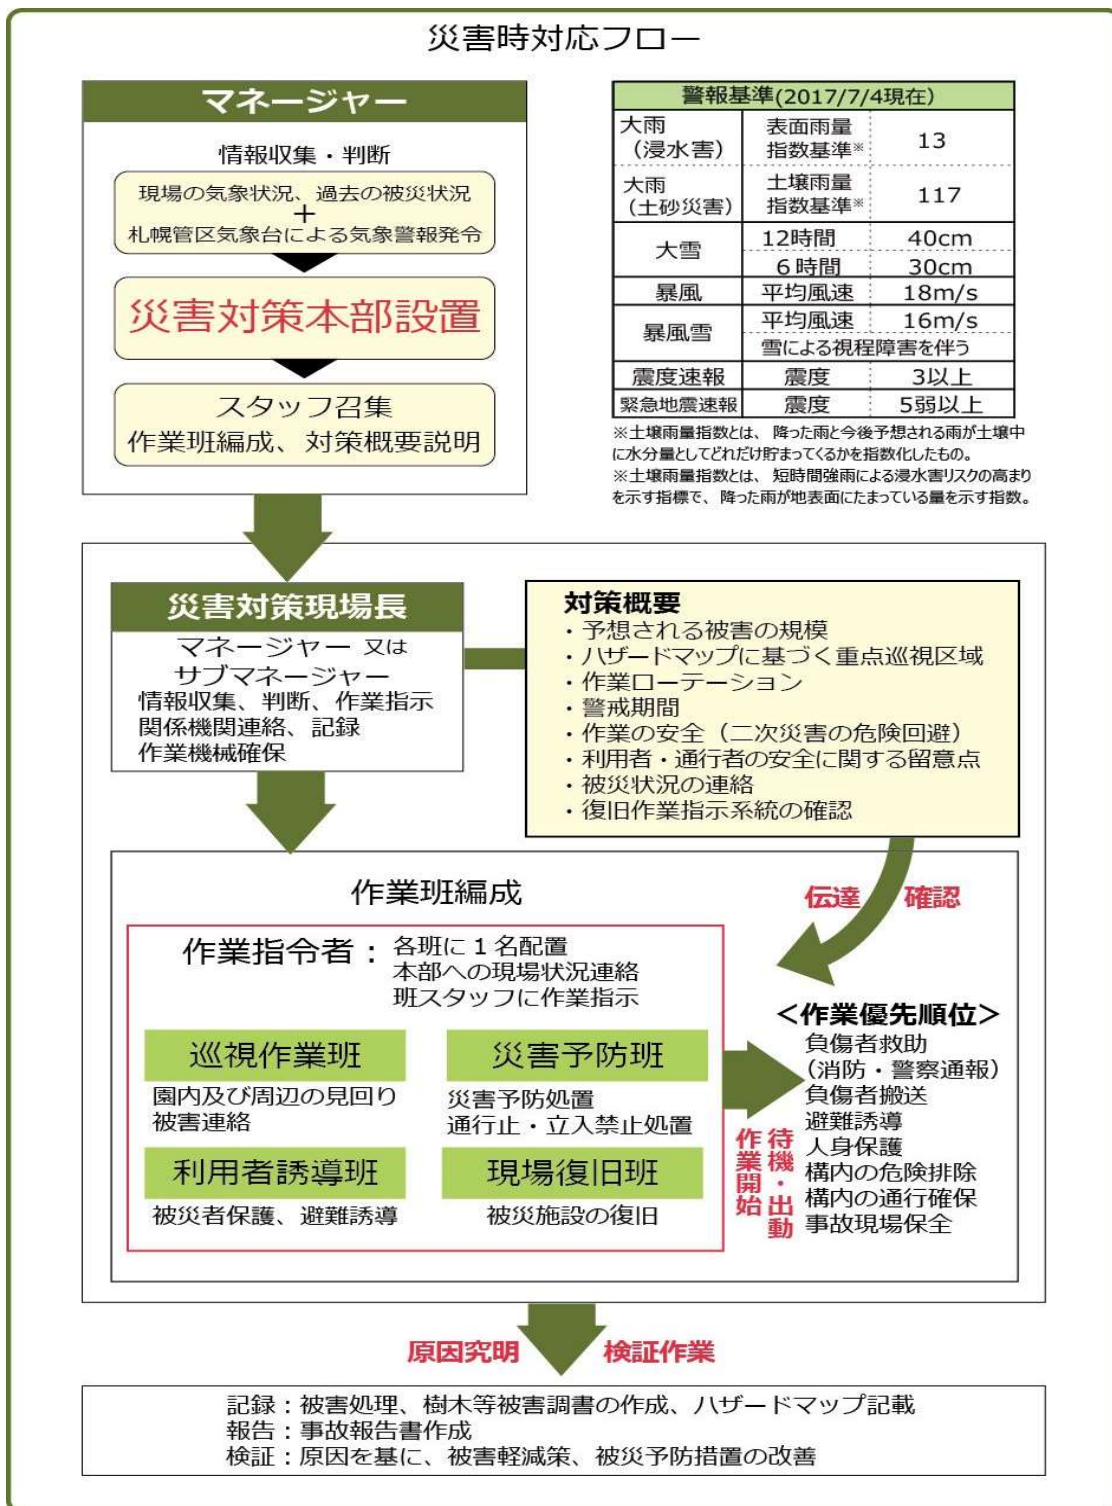 災害時対応フロー
マネージャー
情報収集・判断
現場の気象状況、過去の被災状況
＋
札幌管区気象台による気象警報発令
災害対策本部設置
スタッフ召集
作業班編成、対策概要説明
警報基準(2017/7/4現在)
大雨 表面雨量
(浸水害) 指数基準※ 13
大雨 土壌雨量
(土砂災害) 指数基準※ 117
大雪 12時間 40cm
６時間 30cm
暴風 平均風速 18m/s
暴風雪 平均風速 16m/s
雪による視程障害を伴う
震度速報 震度 3以上
緊急地震速報 震度 5弱以上
※土壌雨量指数とは、降った雨と今後予想される雨が土壌中
に水分量としてどれだけ貯まってくるかを指数化したもの。
※土壌雨量指数とは、短時間強雨による浸水害リスクの高まり
を示す指標で、降った雨が地表面にたまっている量を示す指数。
災害対策現場長
マネージャー 又は
サブマネージャー
情報収集、判断、作業指示
関係機関連絡、記録
作業機械確保
対策概要
・予想される被害の規模
・ハザードマップに基づく重点巡視区域
・作業ローテーション
・警戒期間
・作業の安全（二次災害の危険回避）
・利用者・通行者の安全に関する留意点
・被災状況の連絡
・復旧作業指示系統の確認
伝達 確認
作業班編成
作業指令者：各班に 1 名配置
本部への現場状況連絡
班スタッフに作業指示
巡視作業班
園内及び周辺の見回り
被害連絡
災害予防班
災害予防処置
通行止・立入禁止処置
利用者誘導班
被災者保護、避難誘導
現場復旧班
被災施設の復旧
待機・出動
作業開始
＜作業優先順位＞
負傷者救助
(消防・警察通報)
負傷者搬送
避難誘導
人身保護
構内の危険排除
構内の通行確保
事故現場保全
原因究明 検証作業
記録：被害処理、樹木等被害調書の作成、ハザードマップ記載
報告：事故報告書作成
検証：原因を基に、被害軽減策、被災予防措置の改善